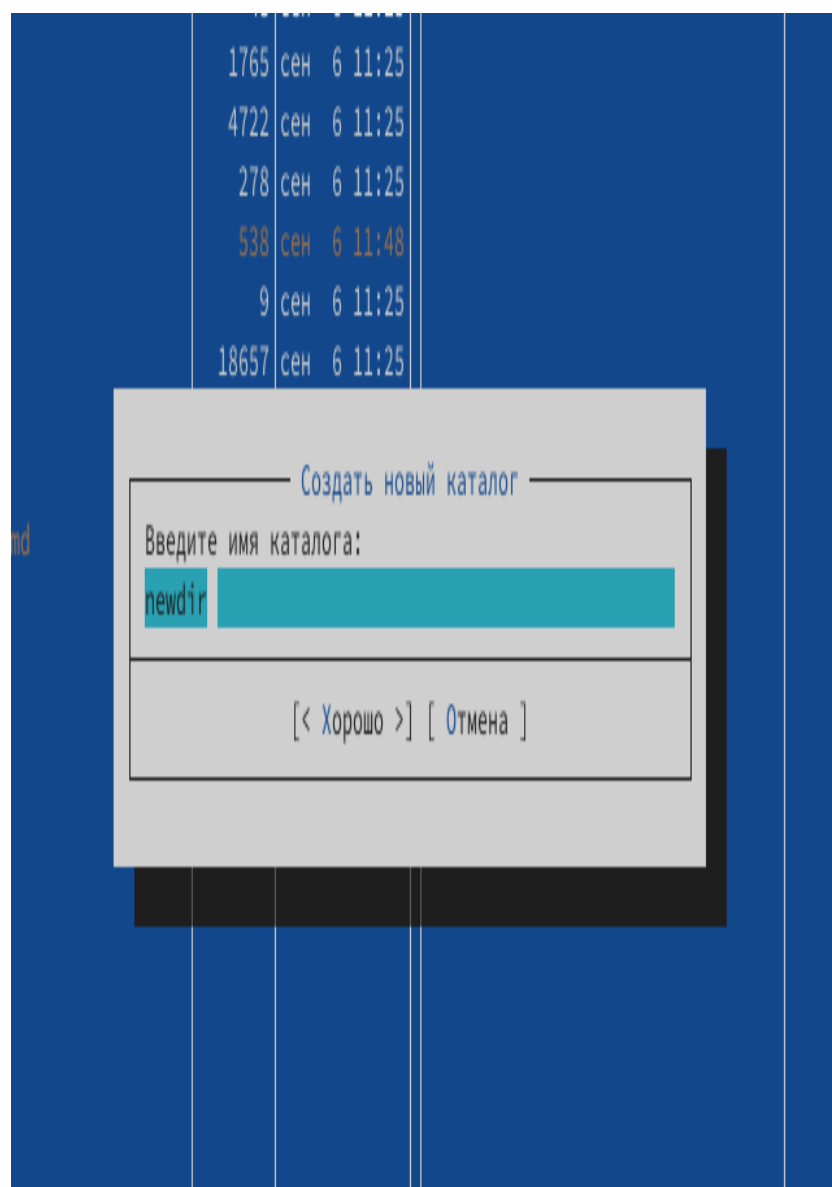 1765 сен 6 11:25
4722 сен 6 11:25
278 сен 6 11:25
538 сен 6 11:48
9 сен 6 11:25
18657 сен 6 11:25
Создать новый каталог
md
Введите имя каталога:
newdir
[< Хорошо >] [ Отмена ]